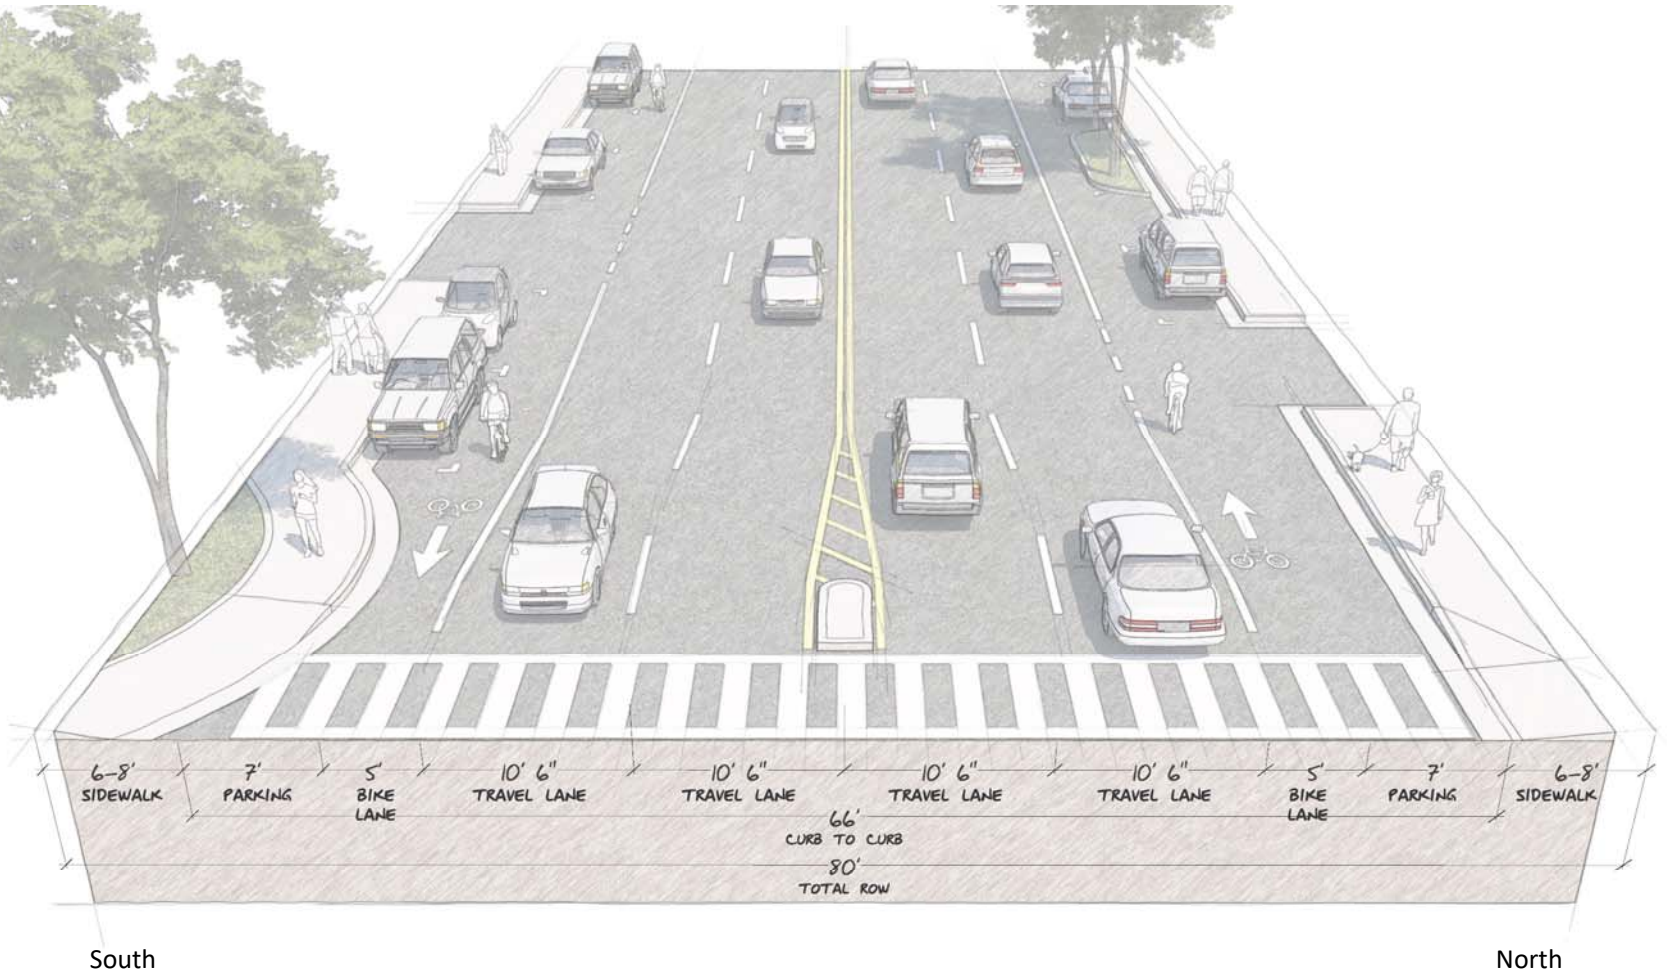 6-8' 7' 5' 10' 6" 10' 6" 10' 6" 10' 6" 5' 7' 6-8'
SIDEWALK PARKING BIKE LANE TRAVEL LANE TRAVEL LANE TRAVEL LANE TRAVEL LANE BIKE LANE PARKING SIDEWALK
66'
CURB TO CURB
80'
TOTAL ROW
South North